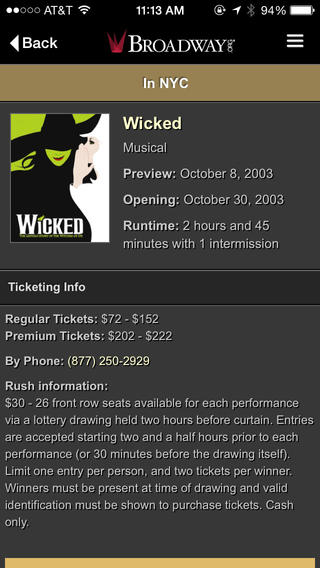 AT&T 11:13 AM 94%
Back BROADWAY.ORG
In NYC
WICKED
Wicked
Musical
Preview: October 8, 2003
Opening: October 30, 2003
Runtime: 2 hours and 45
minutes with 1 intermission
Ticketing Info
Regular Tickets: $72 - $152
Premium Tickets: $202 - $222
By Phone: (877) 250-2929
Rush information:
$30 - 26 front row seats available for each performance
via a lottery drawing held two hours before curtain. Entries
are accepted starting two and a half hours prior to each
performance (or 30 minutes before the drawing itself).
Limit one entry per person, and two tickets per winner.
Winners must be present at time of drawing and valid
identification must be shown to purchase tickets. Cash
only.